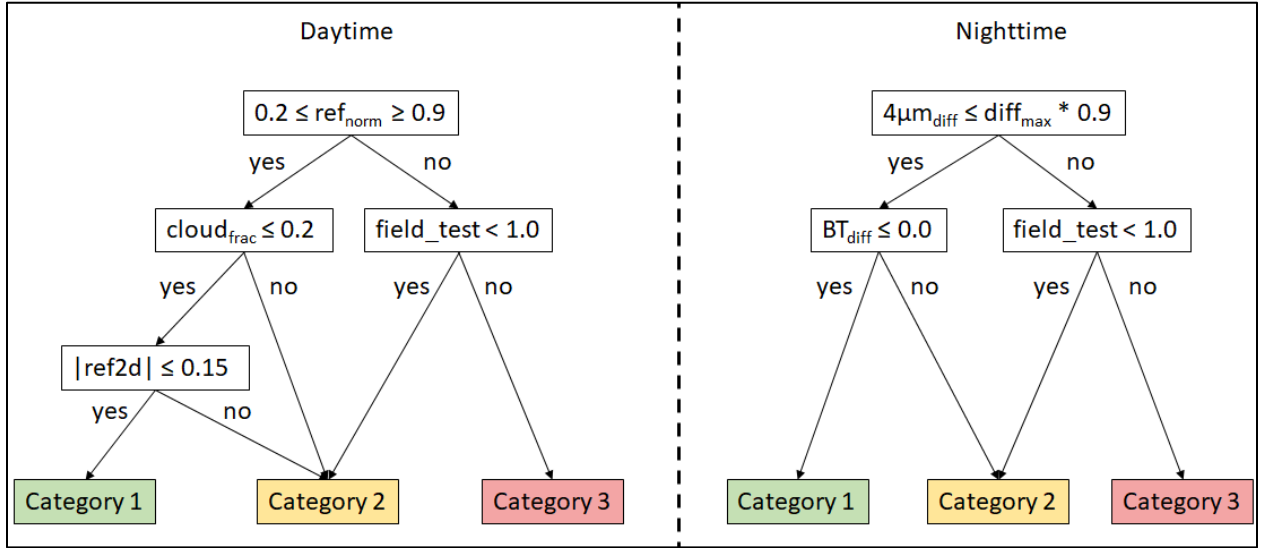 Daytime
0.2 ≤ ref_norm ≥ 0.9
yes
no
cloud_frac ≤ 0.2
field_test < 1.0
yes
no
yes
no
|ref2d| ≤ 0.15
yes
no
Category 1
Category 2
Category 3
Nighttime
4μm_diff ≤ diff_max * 0.9
yes
no
BT_diff ≤ 0.0
field_test < 1.0
yes
no
yes
no
Category 1
Category 2
Category 3